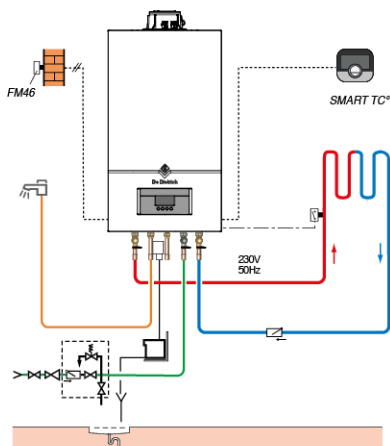 FM46
SMART TC°
De Dietrich
230V
50Hz